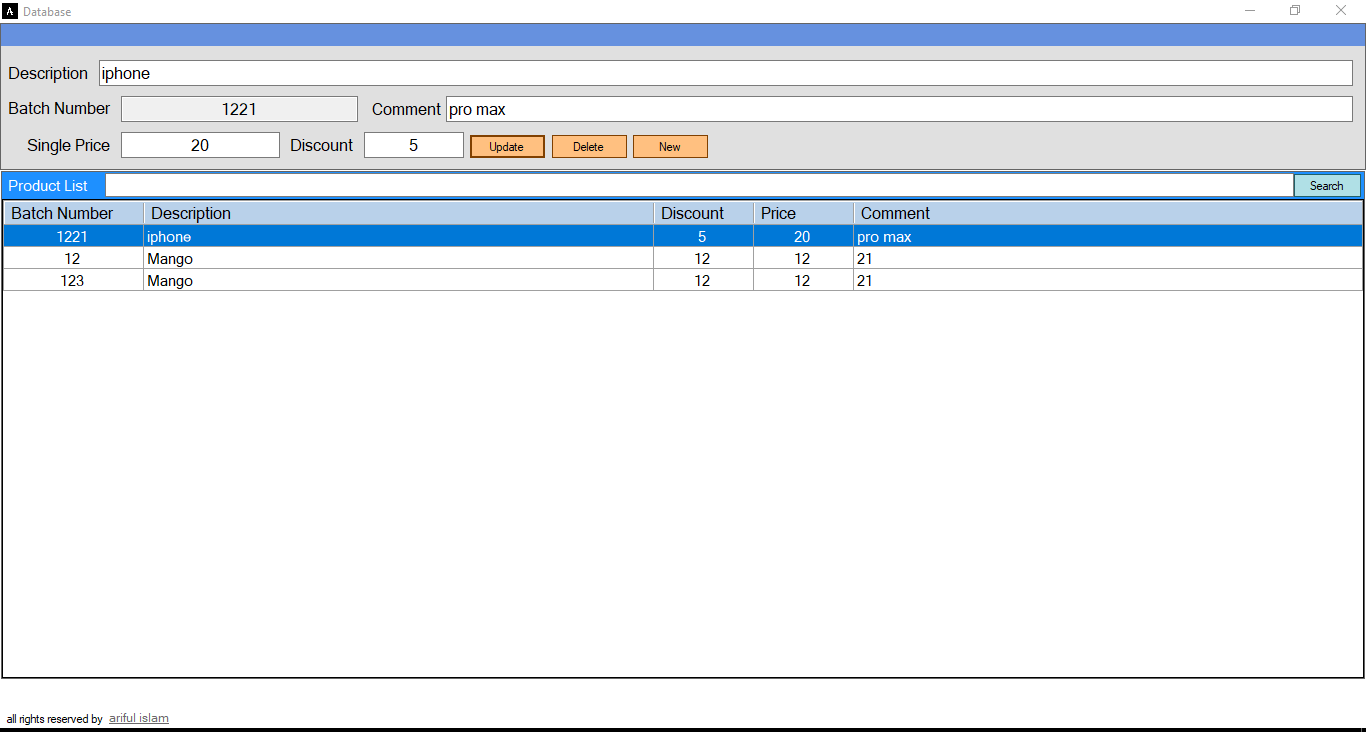 A Database
Description iphone
Batch Number 1221 Comment pro max
Single Price 20 Discount 5 Update Delete New
Product List Search
Batch Number Description Discount Price Comment
1221 iphone 5 20 pro max
12 Mango 12 12 21
123 Mango 12 12 21
all rights reserved by ariful islam